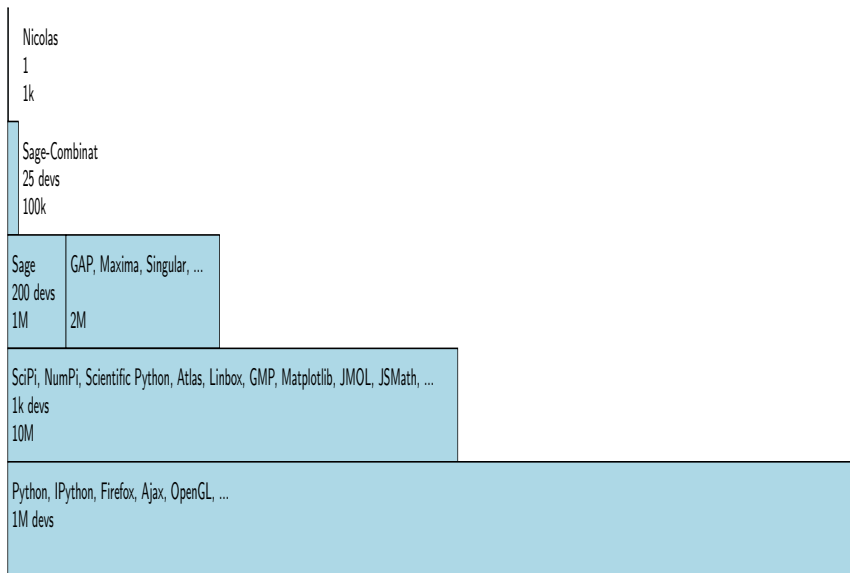 Nicolas
1
1k
Sage-Combinat
25 devs
100k
Sage
200 devs
1M
GAP, Maxima, Singular, ...
2M
SciPi, NumPi, Scientific Python, Atlas, Linbox, GMP, Matplotlib, JMOL, JSMath, ...
1k devs
10M
Python, IPython, Firefox, Ajax, OpenGL, ...
1M devs